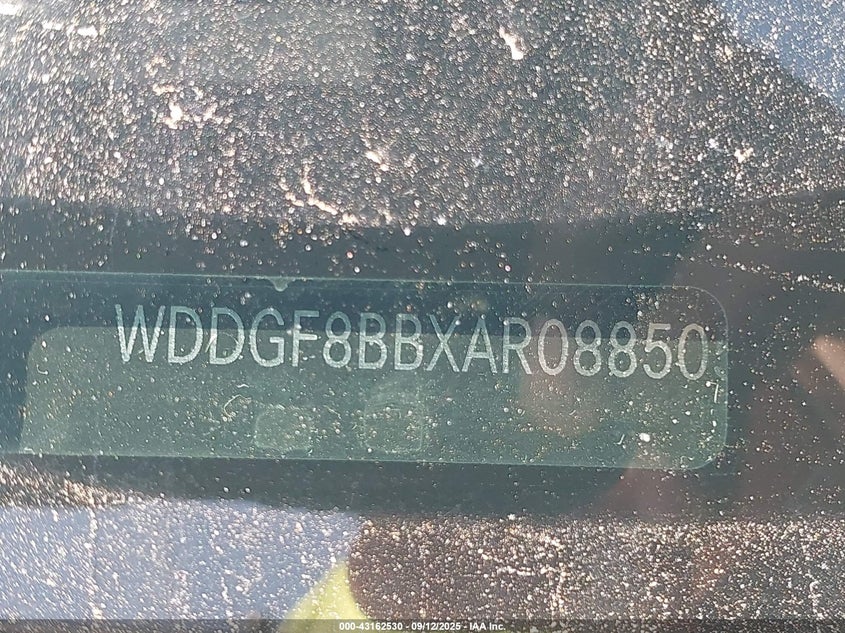 WDDGF8BBXAR08850
000-43162530 - 09/12/2025 - IAA Inc.